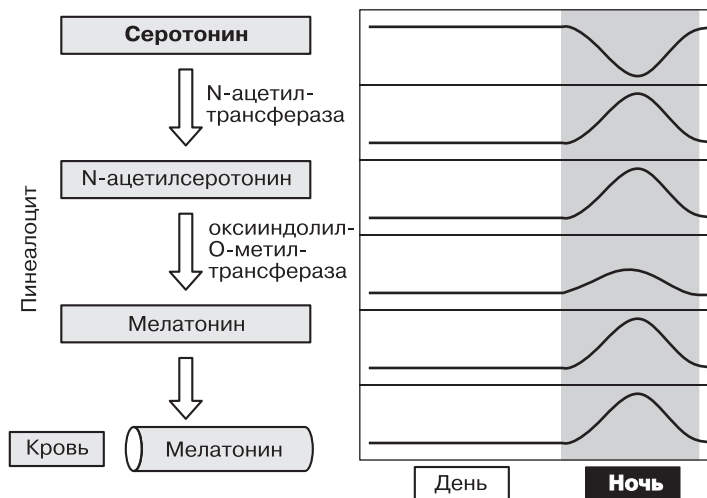 Серотонин
N-ацетил-
трансфераза
N-ацетилсеротонин
оксииндолил-
О-метил-
трансфераза
Мелатонин
Кровь
Мелатонин
Пинеалоцит
День
Ночь